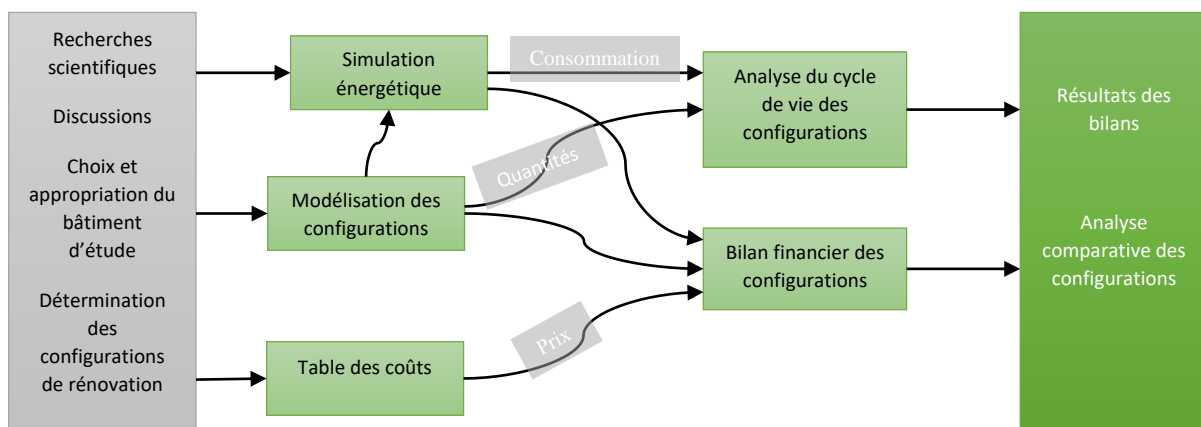 Recherches
scientifiques
Discussions
Choix et
appropriation du
bâtiment
d’étude
Détermination
des
configurations
de rénovation
Simulation
énergétique
Modélisation des
configurations
Table des coûts
Consommation
Quantités
Prix
Analyse du cycle
de vie des
configurations
Bilan financier des
configurations
Résultats des
bilans
Analyse
comparative des
configurations